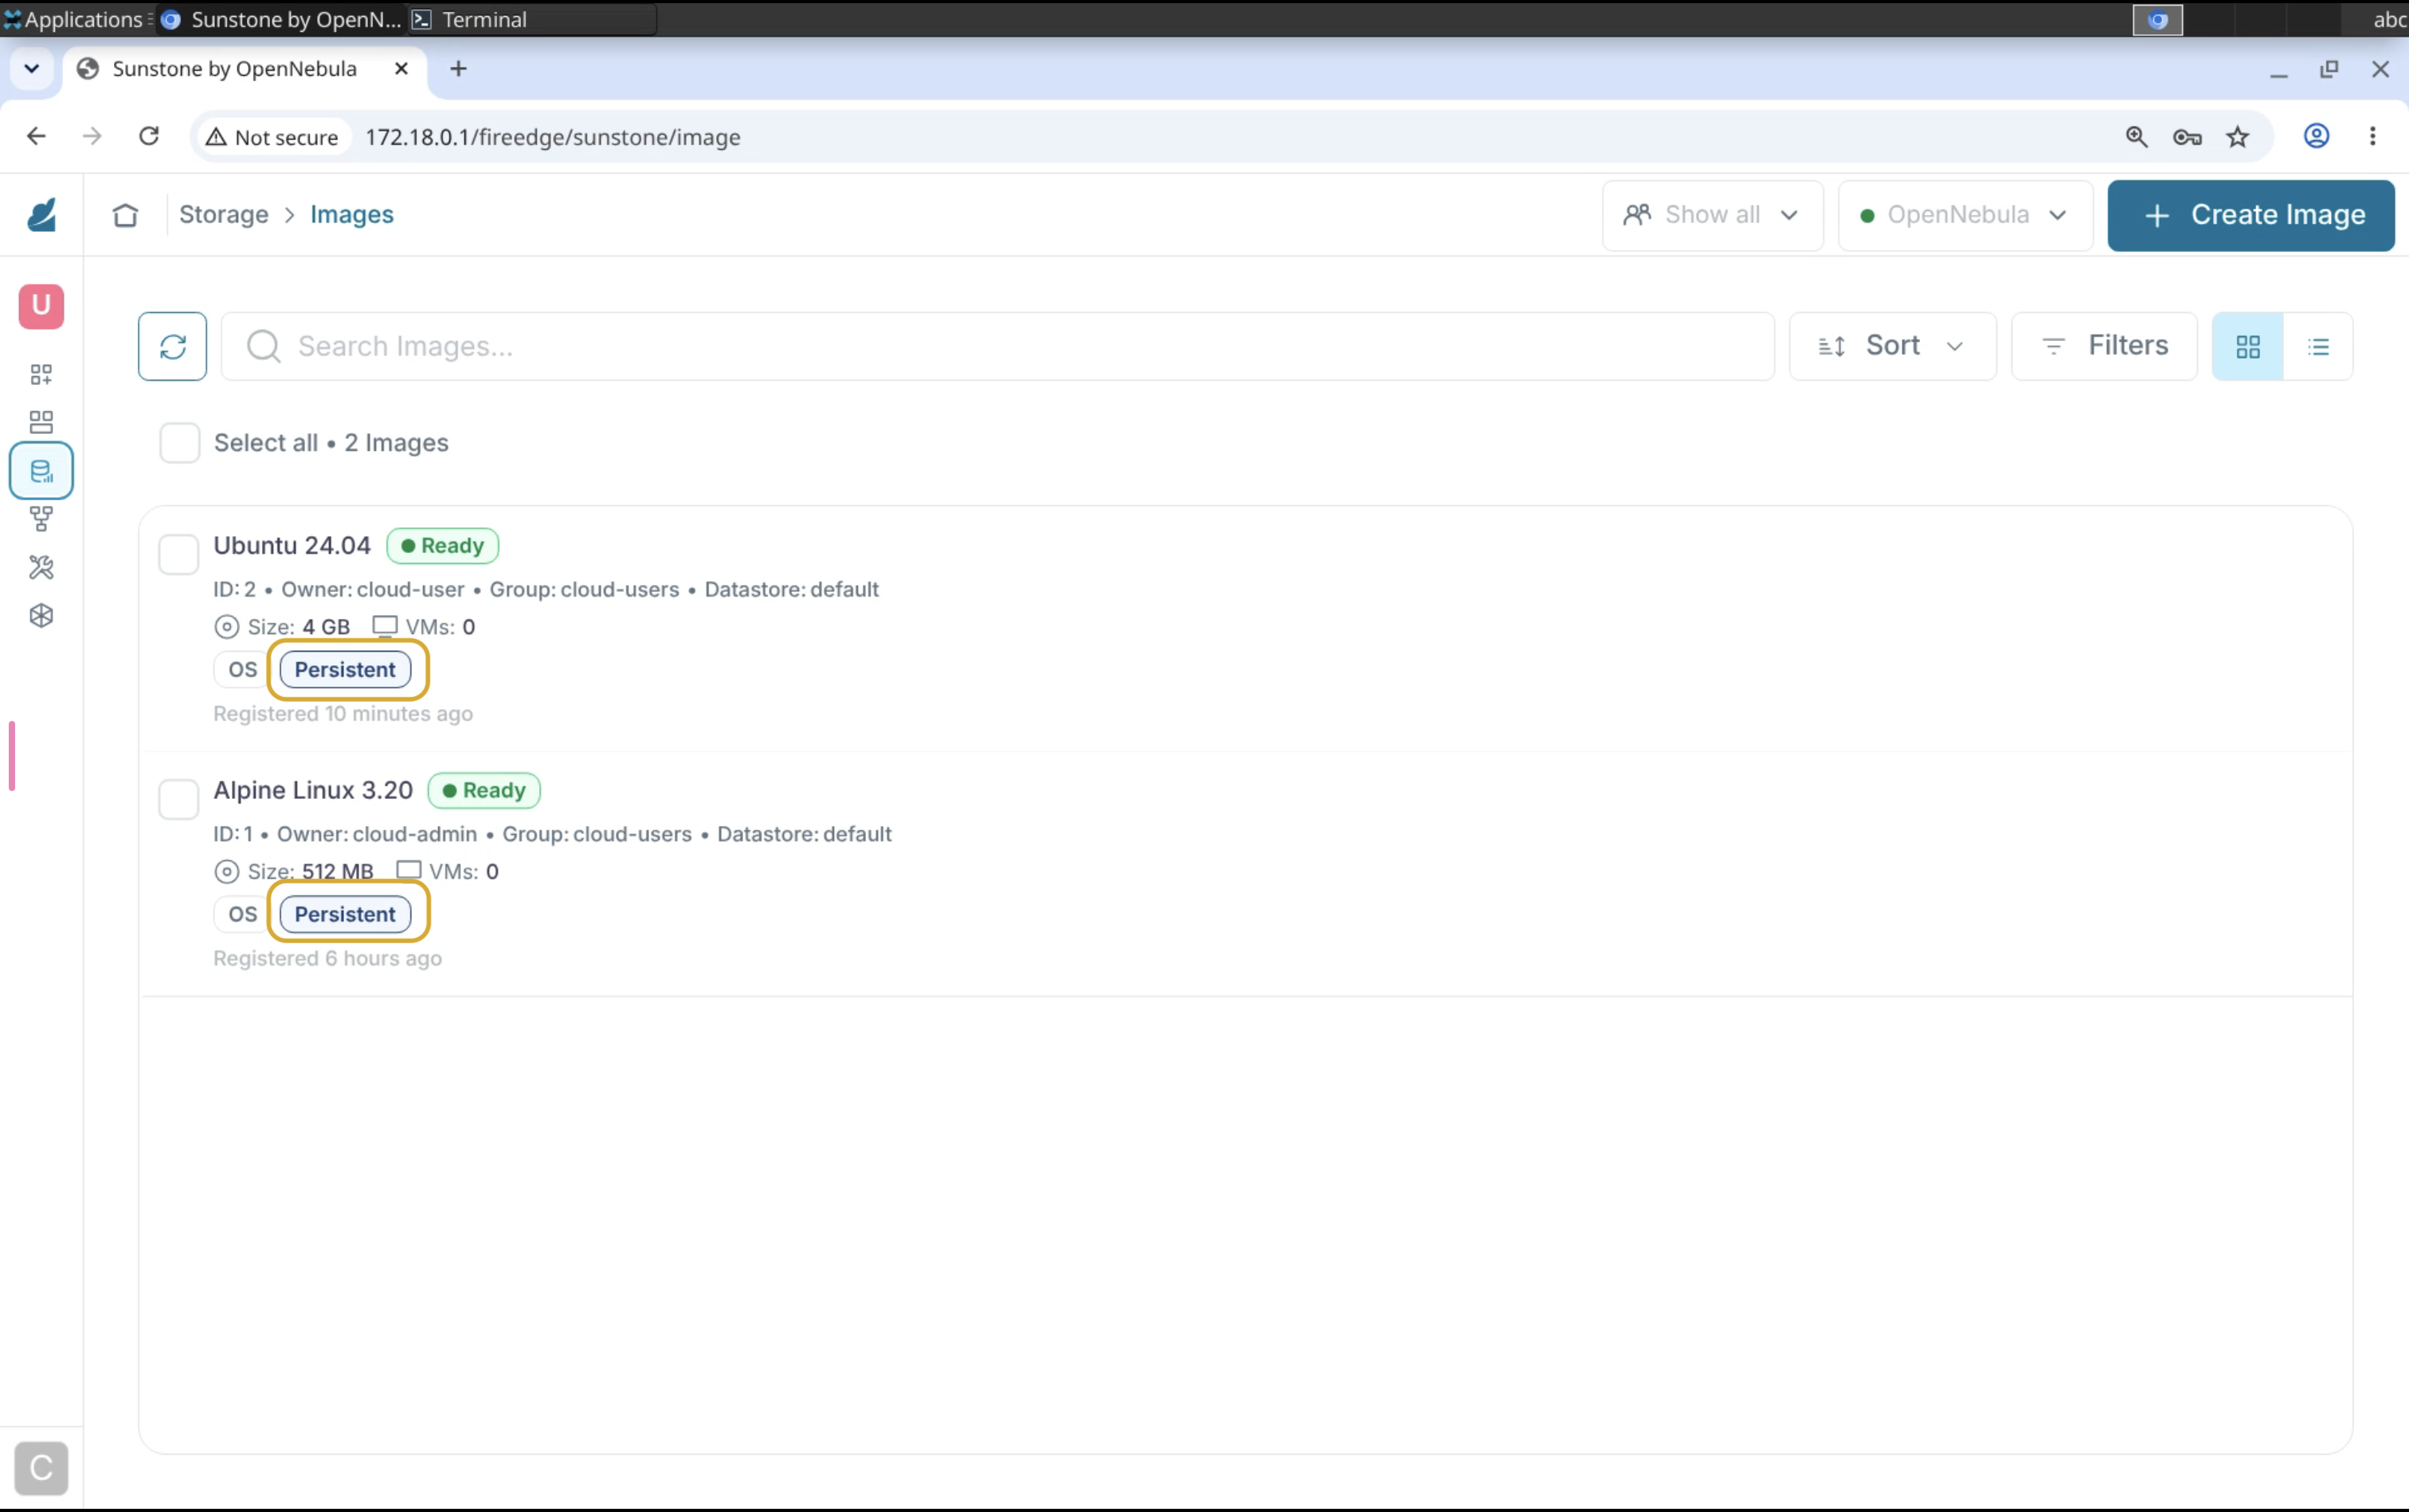 Applications
Sunstone by OpenN...
Terminal
abc
Sunstone by OpenNebula
Not secure
172.18.0.1/fireedge/sunstone/image
Storage > Images
Show all
OpenNebula
+ Create Image
U
Search Images...
Sort
Filters
Select all • 2 Images
Ubuntu 24.04 Ready
ID: 2 • Owner: cloud-user • Group: cloud-users • Datastore: default
Size: 4 GB VMs: 0
OS Persistent
Registered 10 minutes ago
Alpine Linux 3.20 Ready
ID: 1 • Owner: cloud-admin • Group: cloud-users • Datastore: default
Size: 512 MB VMs: 0
OS Persistent
Registered 6 hours ago
C